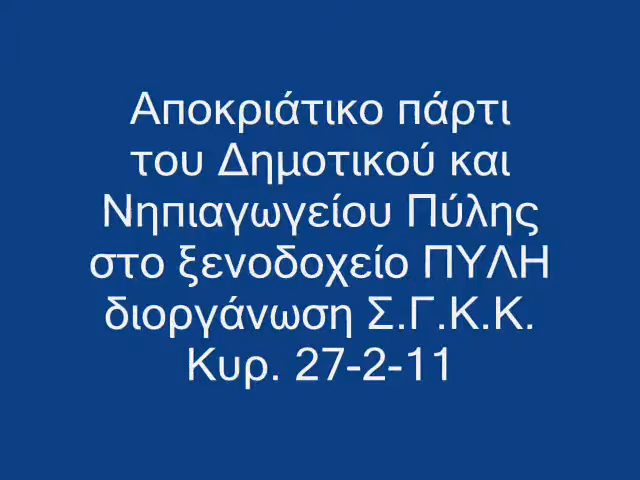 Αποκριάτικο πάρτι
του Δημοτικού και
Νηπιαγωγείου Πύλης
στο ξενοδοχείο ΠΥΛΗ
διοργάνωση Σ.Γ.Κ.Κ.
Κυρ. 27-2-11